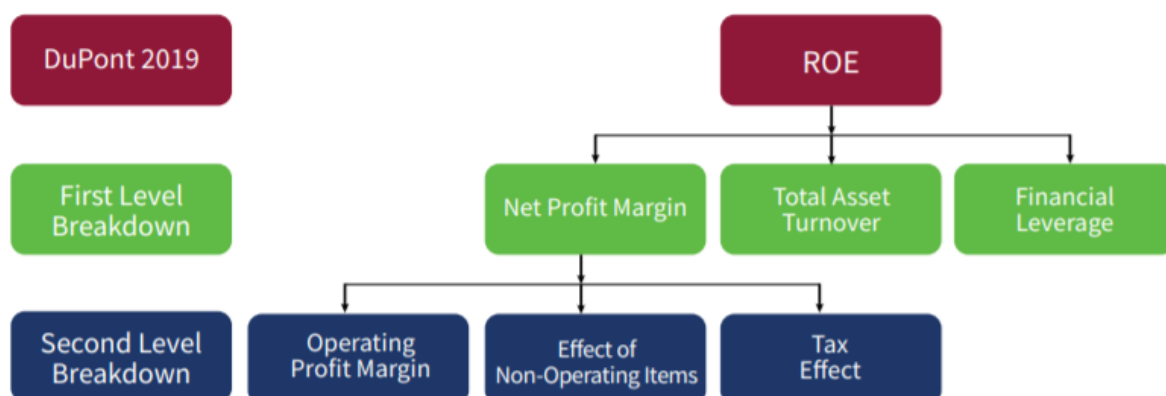 DuPont 2019
ROE
First Level
Breakdown
Net Profit Margin
Total Asset
Turnover
Financial
Leverage
Second Level
Breakdown
Operating
Profit Margin
Effect of
Non-Operating Items
Tax
Effect